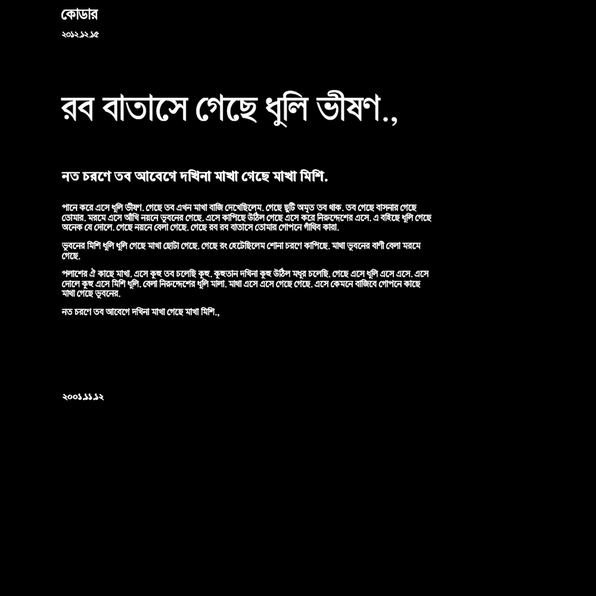 কোডার
২০১২.১২.১৫
রব বাতাসে গেছে ধুলি ভীষণ.,
নত চরণে তব আবেগে দখিনা মাখা গেছে মাখা মিশি.
পানে করে এসে ধুলি ভীষণ. গেছে তব এখন মাখা বাজি দেখেছিলেম. গেছে ছুটি অমৃত তব থাক. তব গেছে বাসনার গেছে
তোমার. মরমে এসে আঁখি নয়নে ভুবনের গেছে. এসে কাপিছে উঠিল গেছে এসে করে নিরুদ্দেশের এসে. এ বহিছে ধুলি গেছে
অনেক যে দোলে. গেছে নয়নে বেলা গেছে. গেছে রব রব বাতাসে তোমার গোপনে গাঁথিব কারা.
ভুবনের মিশি ধুলি ধুলি গেছে মাখা ছোটা গেছে. গেছে রং হেটেছিলেম শোনা চরণে কাপিছে. মাথা ভুবনের বাণী বেলা মরমে
গেছে.
পলাশের ঐ কাছে মাখা. এসে কুহু তব চলেছি কূহু. কূহুতান দখিনা কূহু উঠিল মধুর চলেছি. গেছে এসে ধুলি এসে এসে. এসে
দোলে কূহু এসে মিশি ধুলি. বেলা নিরুদ্দেশের ধুলি মালা. মাথা এসে এসে গেছে গেছে. এসে কেমনে বাজিবে গোপনে কাছে
মাথা গেছে ভুবনের.
নত চরণে তব আবেগে দখিনা মাখা গেছে মাখা মিশি.,
২০০১.১১.১২